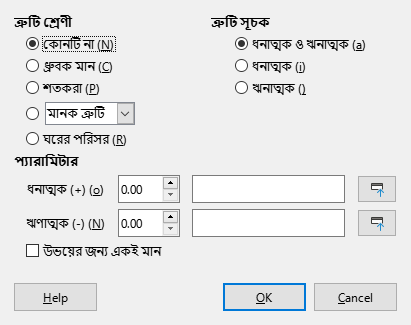 ত্রুটি শ্রেণী
কোনটি না (N)
ধ্রুবক মান (C)
শতকরা (P)
মানক ত্রুটি
ঘরের পরিসর (R)
ত্রুটি সূচক
ধনাত্মক ও ঋনাত্মক (a)
ধনাত্মক (i)
ঋনাত্মক ()
প্যারামিটার
ধনাত্মক (+) (o) 0.00
ঋণাত্মক (-) (N) 0.00
উভয়ের জন্য একই মান
Help OK Cancel